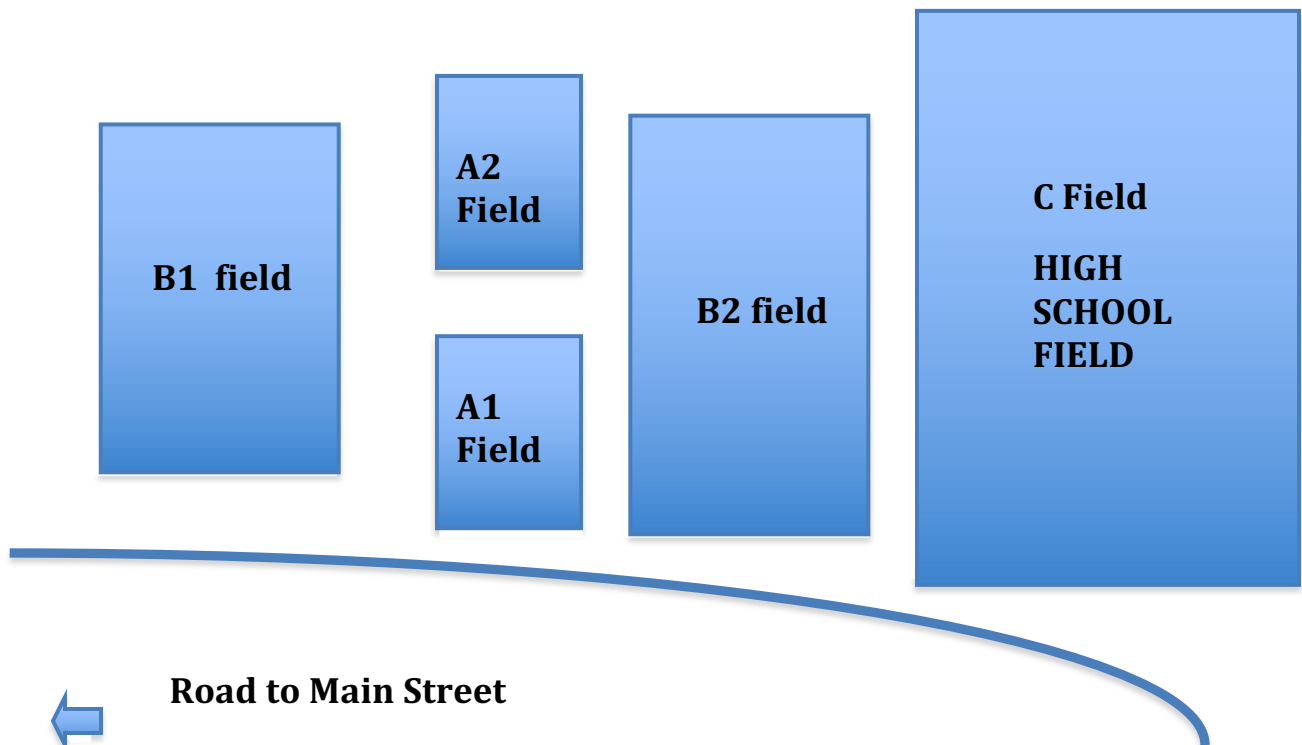 B1  field
A2
Field
A1
Field
B2 field
C Field
HIGH
SCHOOL
FIELD
Road to Main Street